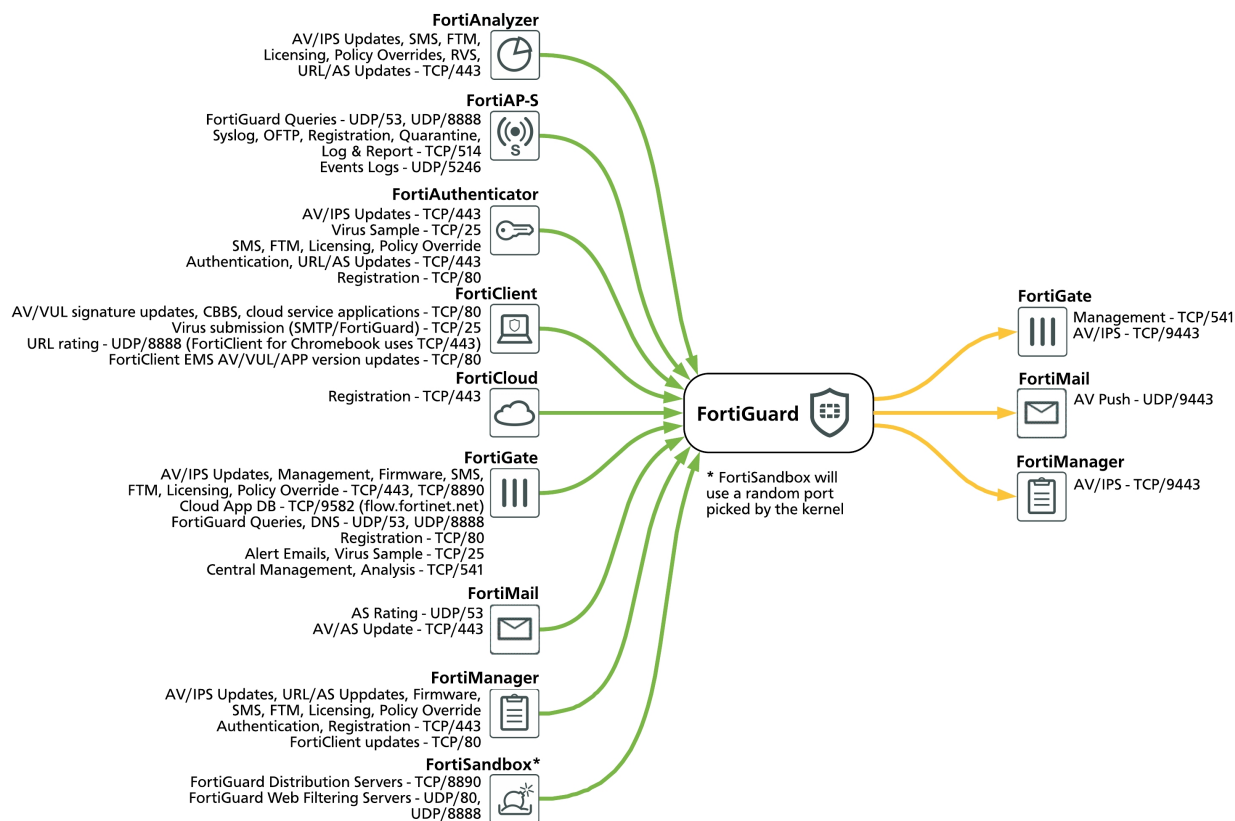 FortiAnalyzer
AV/IPS Updates, SMS, FTM,
Licensing, Policy Overrides, RVS,
URL/AS Updates - TCP/443
FortiAP-S
FortiGuard Queries - UDP/53, UDP/8888
Syslog, OFTP, Registration, Quarantine,
Log & Report - TCP/514
Events Logs - UDP/5246
S
FortiAuthenticator
AV/IPS Updates - TCP/443
Virus Sample - TCP/25
SMS, FTM, Licensing, Policy Override
Authentication, URL/AS Updates - TCP/443
Registration - TCP/80
FortiClient
AV/VUL signature updates, CBBS, cloud service applications - TCP/80
Virus submission (SMTP/FortiGuard) - TCP/25
URL rating - UDP/8888 (FortiClient for Chromebook uses TCP/443)
FortiClient EMS AV/VUL/APP version updates - TCP/80
FortiCloud
Registration - TCP/443
FortiGate
AV/IPS Updates, Management, Firmware, SMS,
FTM, Licensing, Policy Override - TCP/443, TCP/8890
Cloud App DB - TCP/9582 (flow.fortinet.net)
FortiGuard Queries, DNS - UDP/53, UDP/8888
Registration - TCP/80
Alert Emails, Virus Sample - TCP/25
Central Management, Analysis - TCP/541
FortiMail
AS Rating - UDP/53
AV/AS Update - TCP/443
FortiManager
AV/IPS Updates, URL/AS Uppdates, Firmware,
SMS, FTM, Licensing, Policy Override
Authentication, Registration - TCP/443
FortiClient updates - TCP/80
FortiSandbox*
FortiGuard Distribution Servers - TCP/8890
FortiGuard Web Filtering Servers - UDP/80,
UDP/8888
FortiGuard
* FortiSandbox will
use a random port
picked by the kernel
FortiGate
Management - TCP/541
AV/IPS - TCP/9443
FortiMail
AV Push - UDP/9443
FortiManager
AV/IPS - TCP/9443